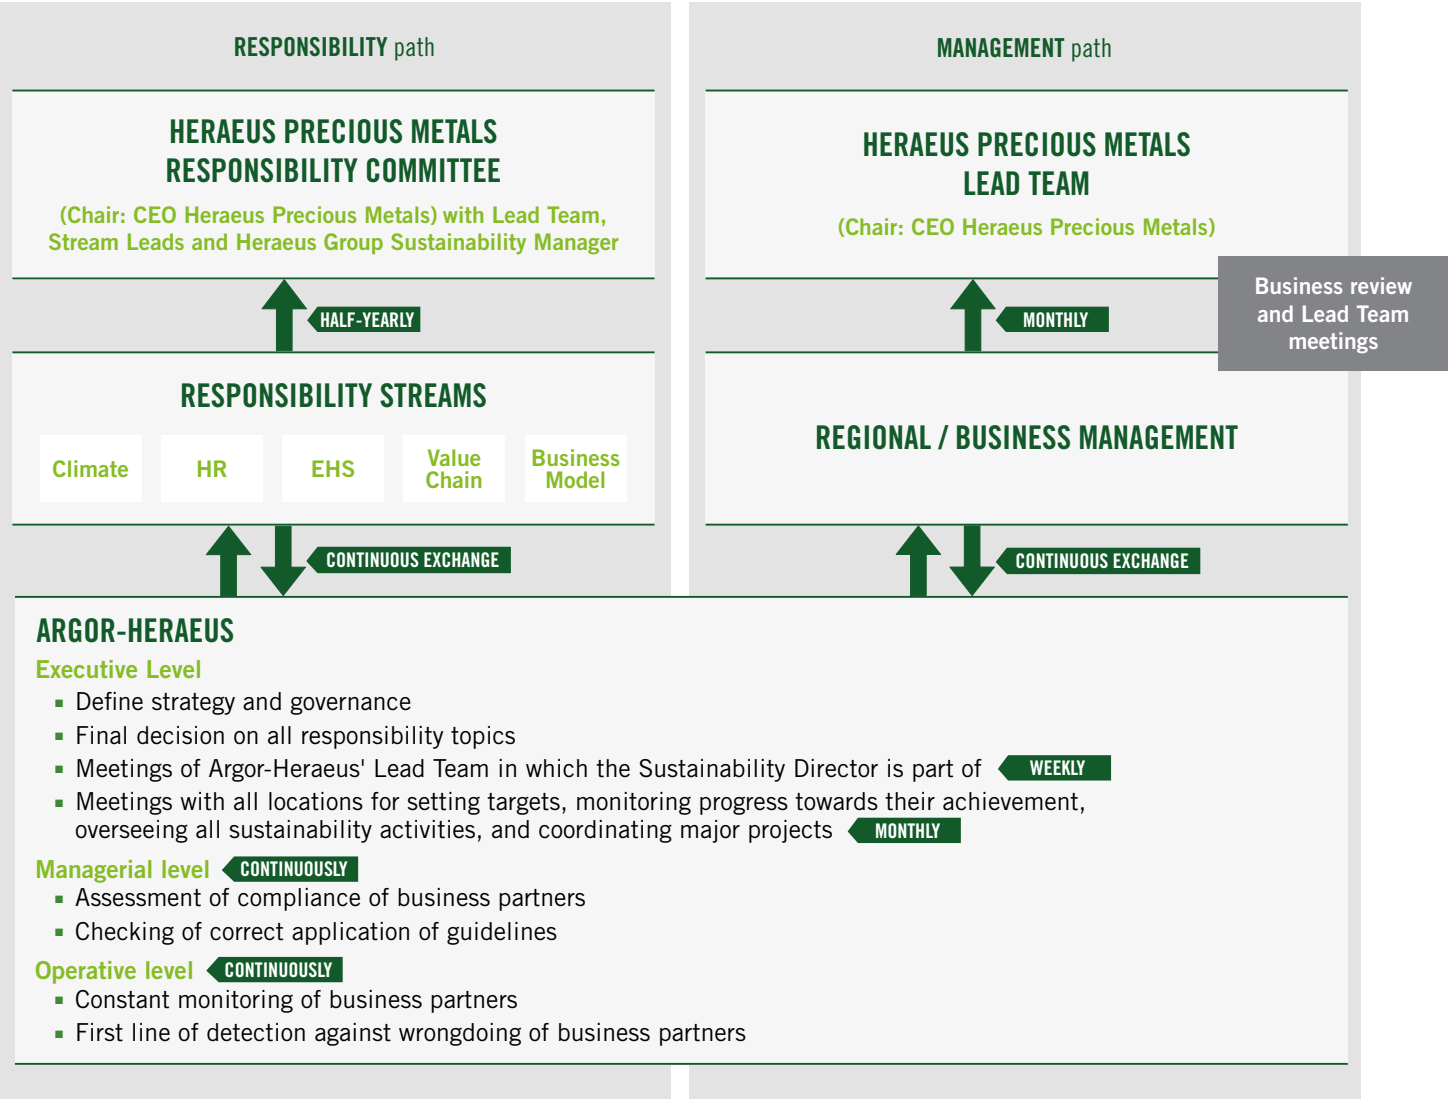 RESPONSIBILITY path
HERAEUS PRECIOUS METALS
RESPONSIBILITY COMMITTEE
(Chair: CEO Heraeus Precious Metals) with Lead Team,
Stream Leads and Heraeus Group Sustainability Manager
HALF-YEARLY
RESPONSIBILITY STREAMS
Climate
HR
EHS
Value
Chain
Business
Model
CONTINUOUS EXCHANGE
MANAGEMENT path
HERAEUS PRECIOUS METALS
LEAD TEAM
(Chair: CEO Heraeus Precious Metals)
MONTHLY
Business review
and Lead Team
meetings
REGIONAL / BUSINESS MANAGEMENT
CONTINUOUS EXCHANGE
ARGOR-HERAEUS
Executive Level
▪ Define strategy and governance
▪ Final decision on all responsibility topics
▪ Meetings of Argor-Heraeus' Lead Team in which the Sustainability Director is part of WEEKLY
▪ Meetings with all locations for setting targets, monitoring progress towards their achievement,
overseeing all sustainability activities, and coordinating major projects MONTHLY
Managerial level CONTINUOUSLY
▪ Assessment of compliance of business partners
▪ Checking of correct application of guidelines
Operative level CONTINUOUSLY
▪ Constant monitoring of business partners
▪ First line of detection against wrongdoing of business partners